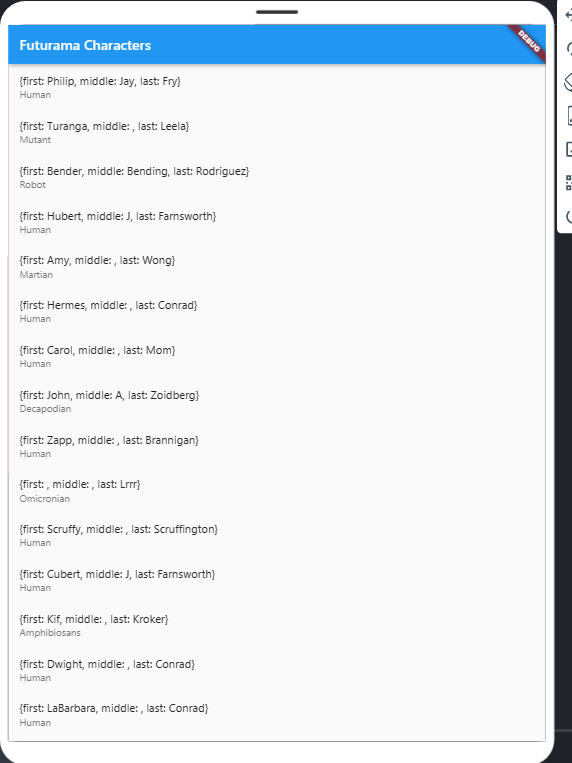 Futurama Characters
DEBUG
{first: Philip, middle: Jay, last: Fry}
Human
{first: Turanga, middle: , last: Leela}
Mutant
{first: Bender, middle: Bending, last: Rodriguez}
Robot
{first: Hubert, middle: J, last: Farnsworth}
Human
{first: Amy, middle: , last: Wong}
Martian
{first: Hermes, middle: , last: Conrad}
Human
{first: Carol, middle: , last: Mom}
Human
{first: John, middle: A, last: Zoidberg}
Decapodian
{first: Zapp, middle: , last: Brannigan}
Human
{first: , middle: , last: Lrrr}
Omicronian
{first: Scruffy, middle: , last: Scruffington}
Human
{first: Cubert, middle: J, last: Farnsworth}
Human
{first: Kif, middle: , last: Kroker}
Amphibiosans
{first: Dwight, middle: , last: Conrad}
Human
{first: LaBarbara, middle: , last: Conrad}
Human